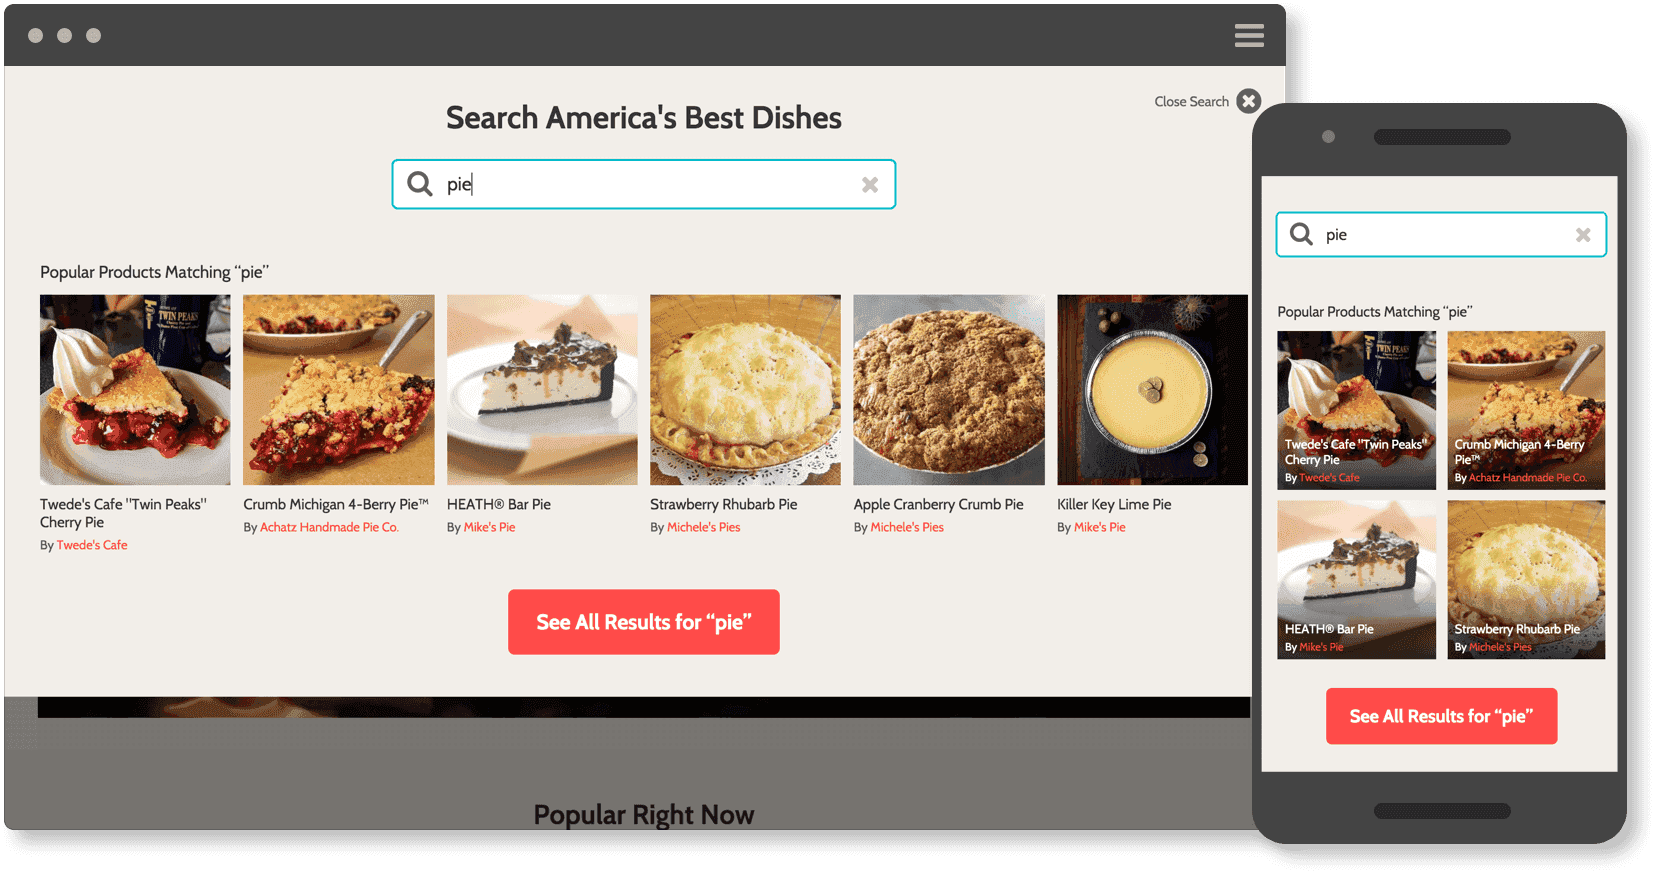 Close Search
Search America's Best Dishes
pie
Popular Products Matching “pie”
TWIN PEAKS
Twede's Cafe "Twin Peaks"
Cherry Pie
By Twede's Cafe
Crumb Michigan 4-Berry Pie™
By Achatz Handmade Pie Co.
HEATH® Bar Pie
By Mike's Pie
Strawberry Rhubarb Pie
By Michele's Pies
Apple Cranberry Crumb Pie
By Michele's Pies
Killer Key Lime Pie
By Mike's Pie
See All Results for “pie”
Popular Right Now
pie
Popular Products Matching “pie”
TWIN PEAKS
Twede's Cafe "Twin Peaks"
Cherry Pie
By Twede's Cafe
Crumb Michigan 4-Berry
Pie™
By Achatz Handmade Pie Co.
HEATH® Bar Pie
By Mike's Pie
Strawberry Rhubarb Pie
By Michele's Pies
See All Results for “pie”